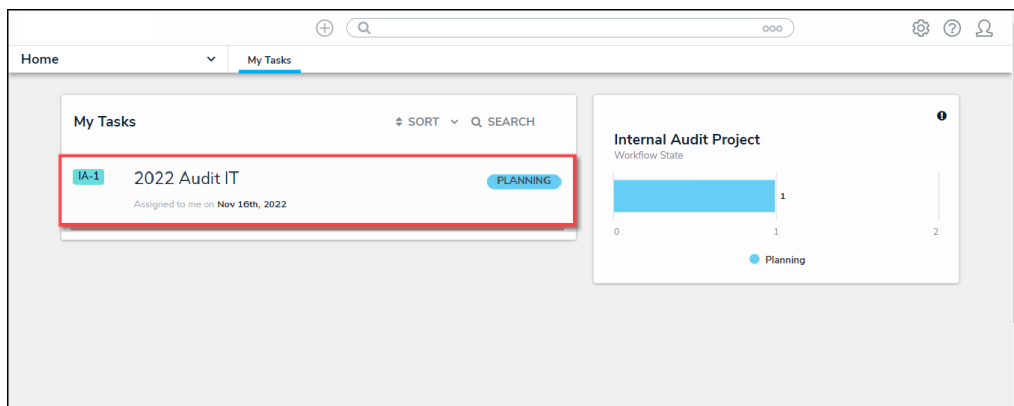 ooo
Home
My Tasks
My Tasks
SORT
SEARCH
IA-1
2022 Audit IT
PLANNING
Assigned to me on Nov 16th, 2022
Internal Audit Project
Workflow State
1
0
1
2
Planning